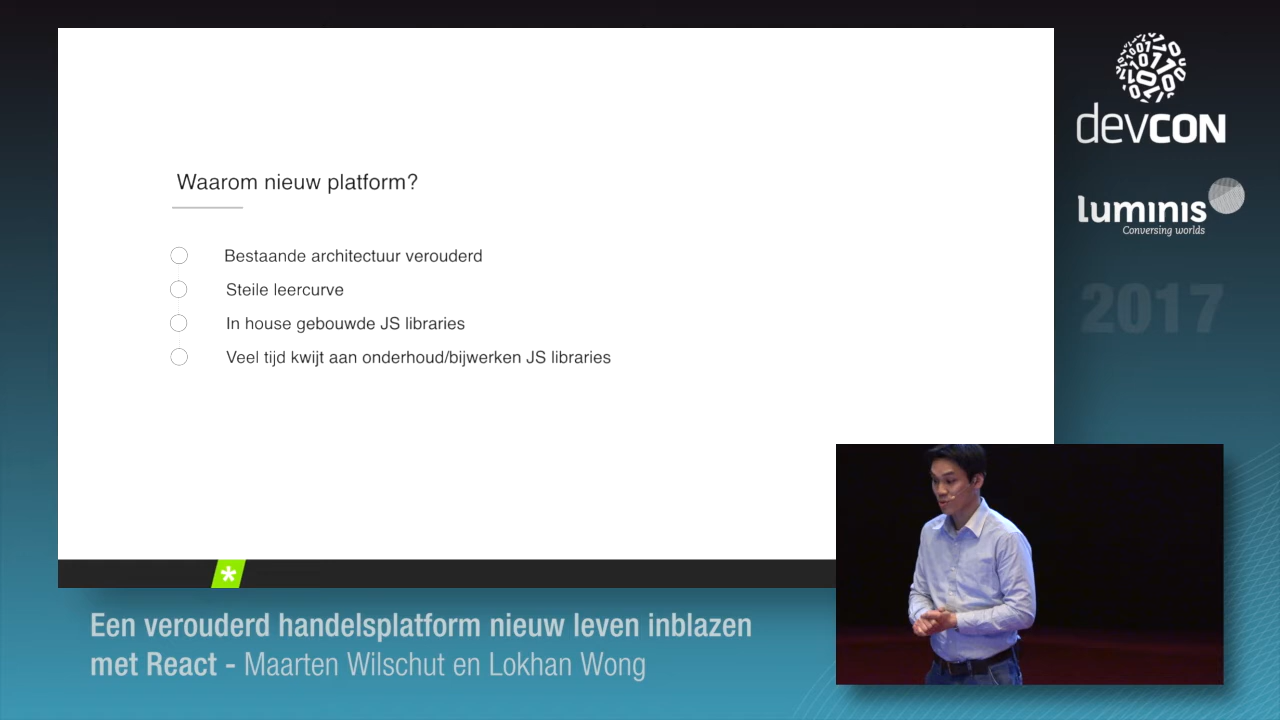 Waarom nieuw platform?
Bestaande architectuur verouderd
Steile leercurve
In house gebouwde JS libraries
Veel tijd kwijt aan onderhoud/bijwerken JS libraries
devCON
luminis
Conversing worlds
2017
Een verouderd handelsplatform nieuw leven inblazen
met React - Maarten Wilschut en Lokhan Wong